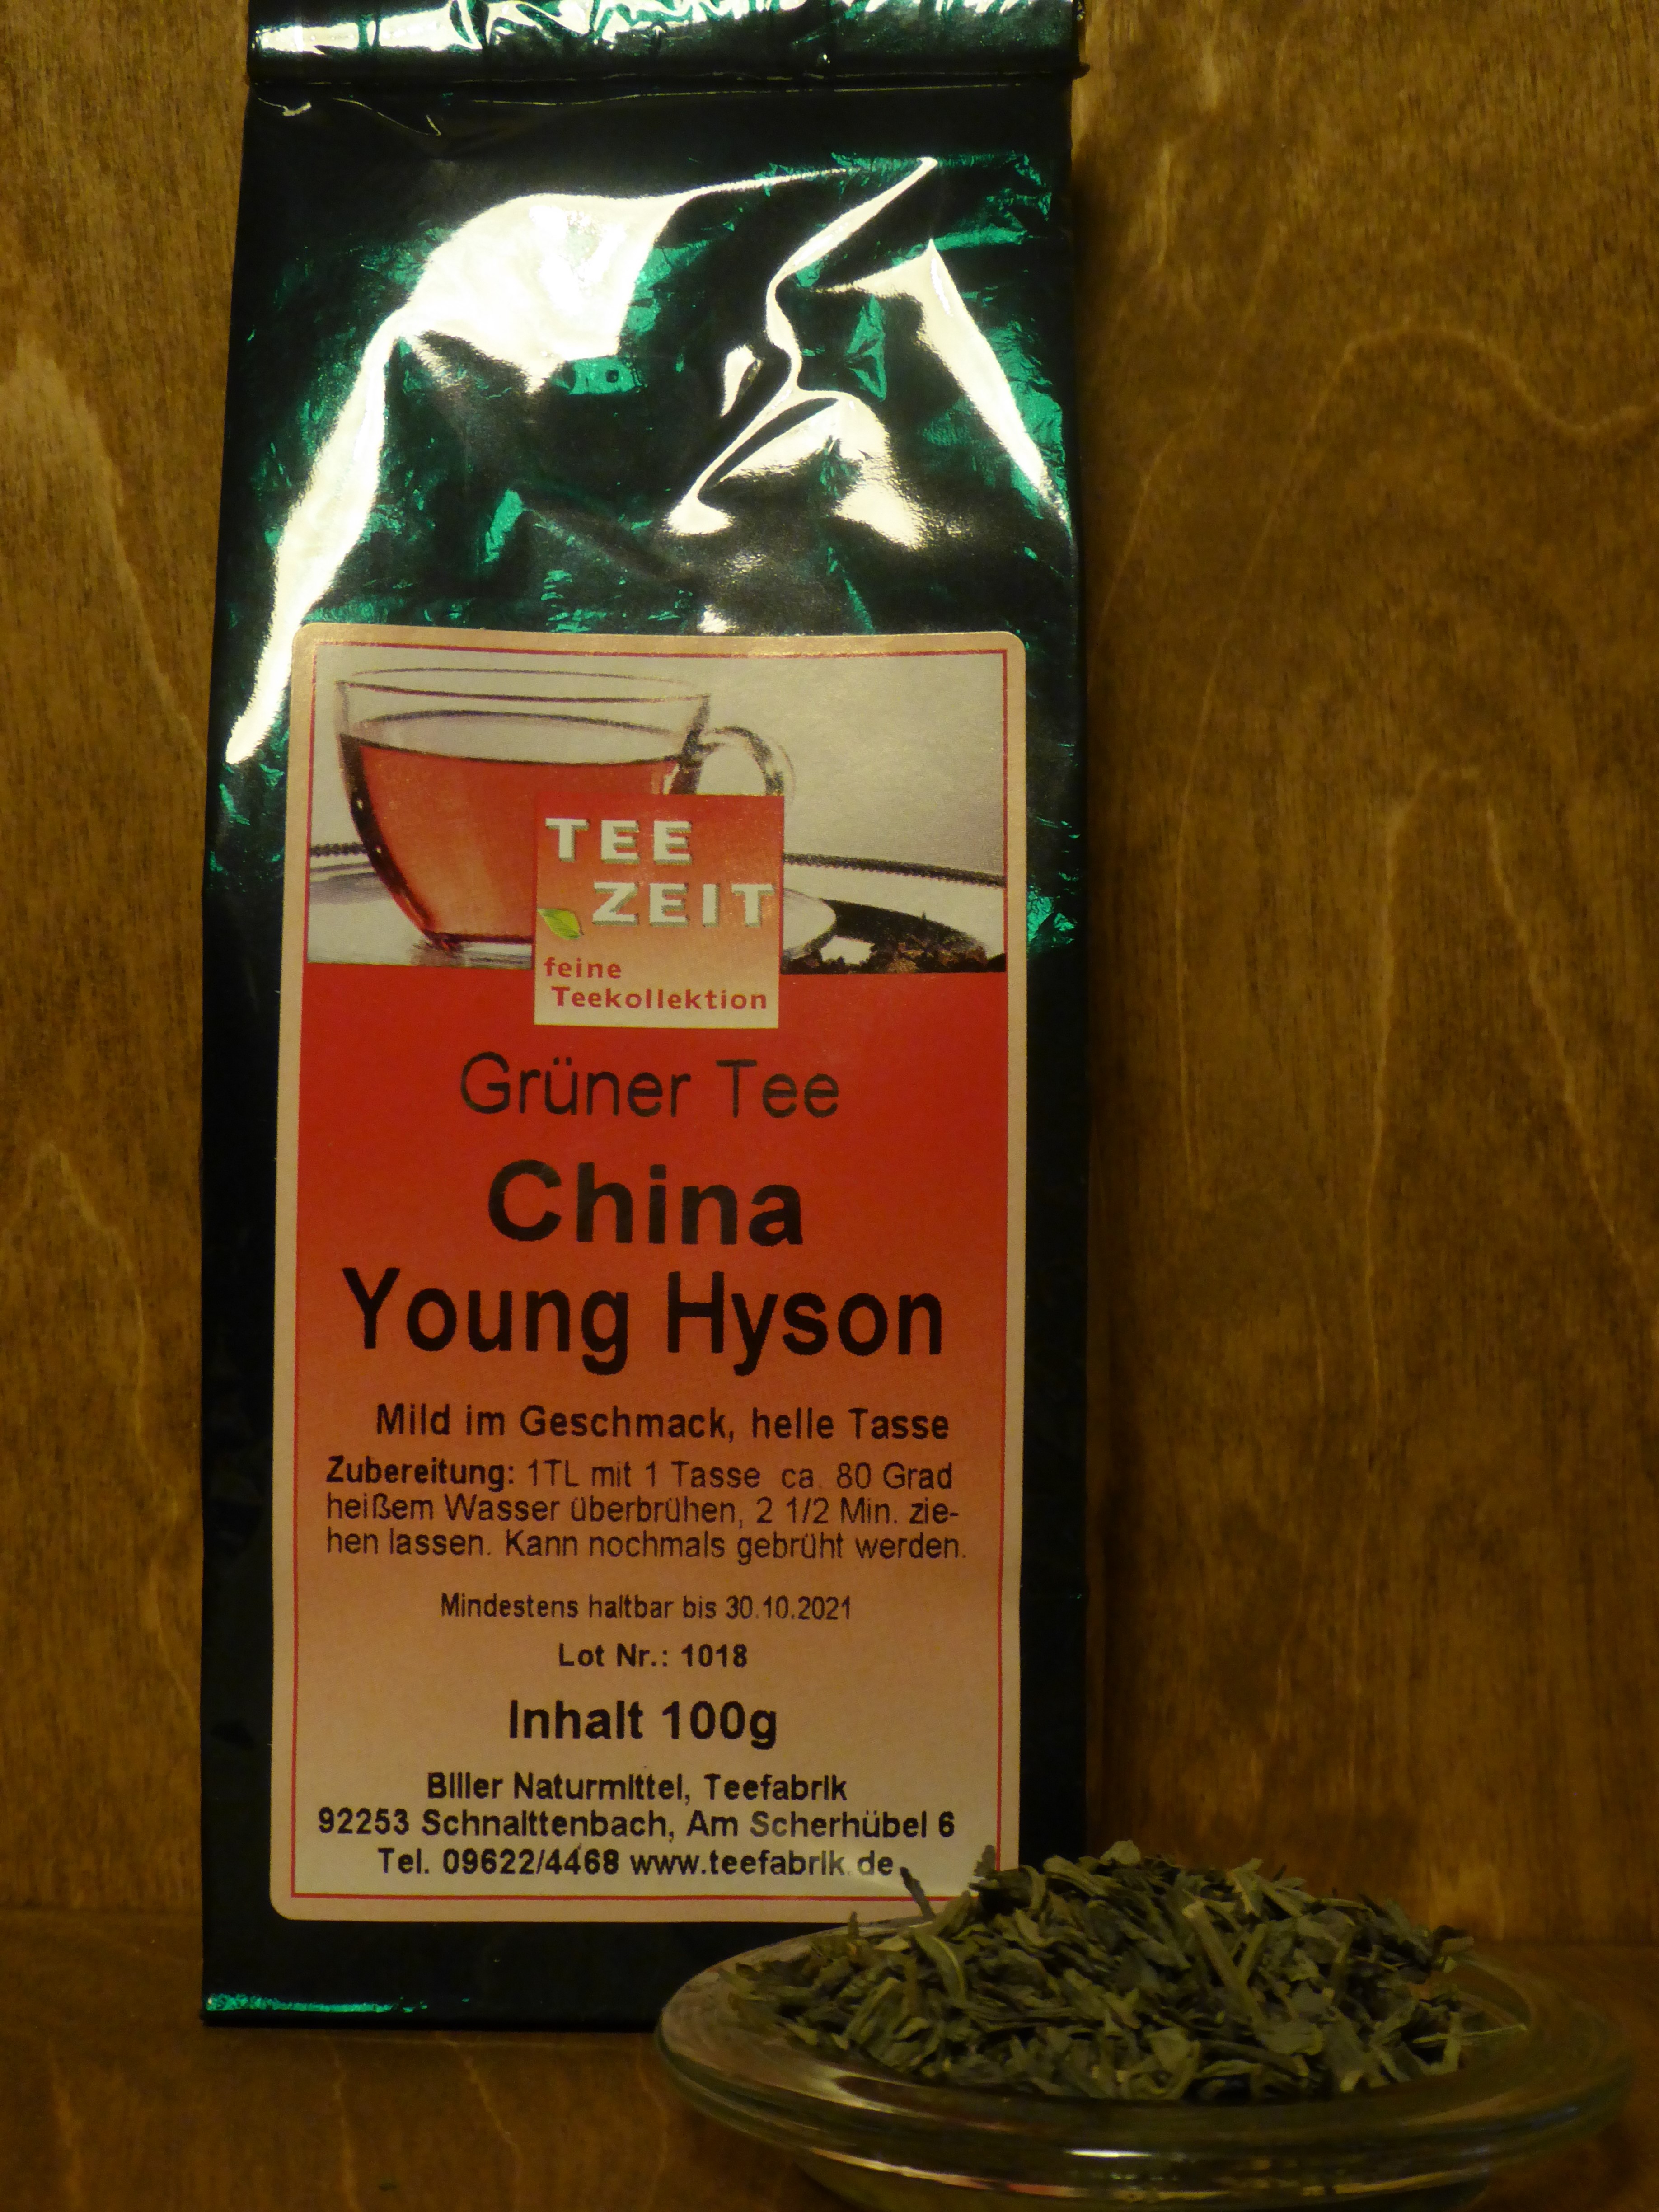 TEE
ZEIT
feine
Teekollektion
Grüner Tee
China
Young Hyson
Mild im Geschmack, helle Tasse
Zubereitung: 1TL mit 1 Tasse ca. 80 Grad
heißem Wasser überbrühen, 2 1/2 Min. zie-
hen lassen. Kann nochmals gebrüht werden.
Mindestens haltbar bis 30.10.2021
Lot Nr.: 1018
Inhalt 100g
Biller Naturmittel, Teefabrik
92253 Schnaittenbach, Am Scherhübel 6
Tel. 09622/4468 www.teefabrik.de